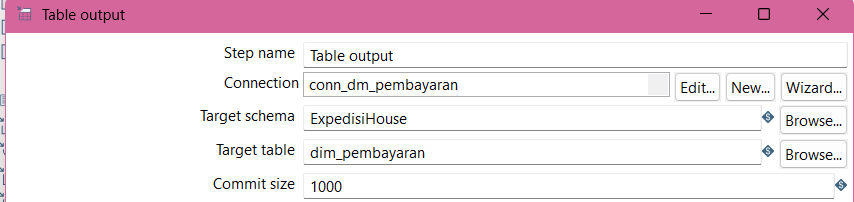 Table output
Step name Table output
Connection conn_dm_pembayaran Edit... New... Wizard...
Target schema ExpedisiHouse Browse...
Target table dim_pembayaran Browse...
Commit size 1000